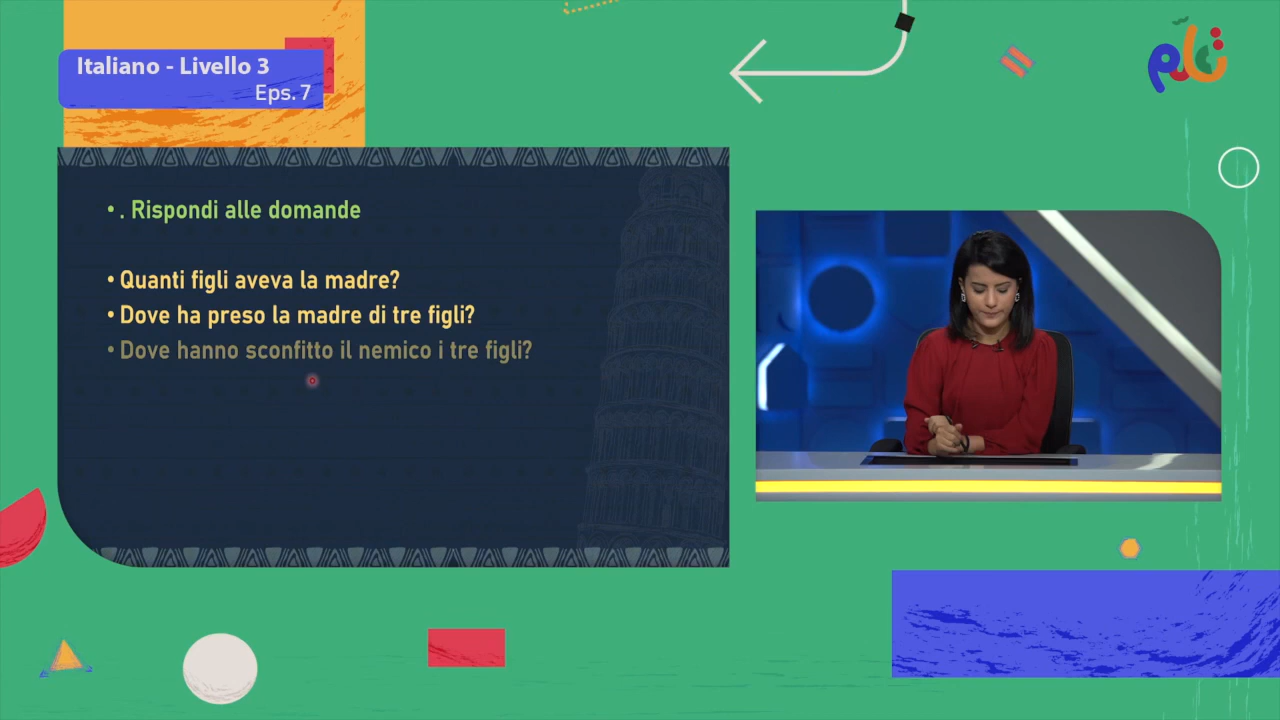 Italiano - Livello 3
Eps. 7
تعلم
• . Rispondi alle domande
• Quanti figli aveva la madre?
• Dove ha preso la madre di tre figli?
• Dove hanno sconfitto il nemico i tre figli?